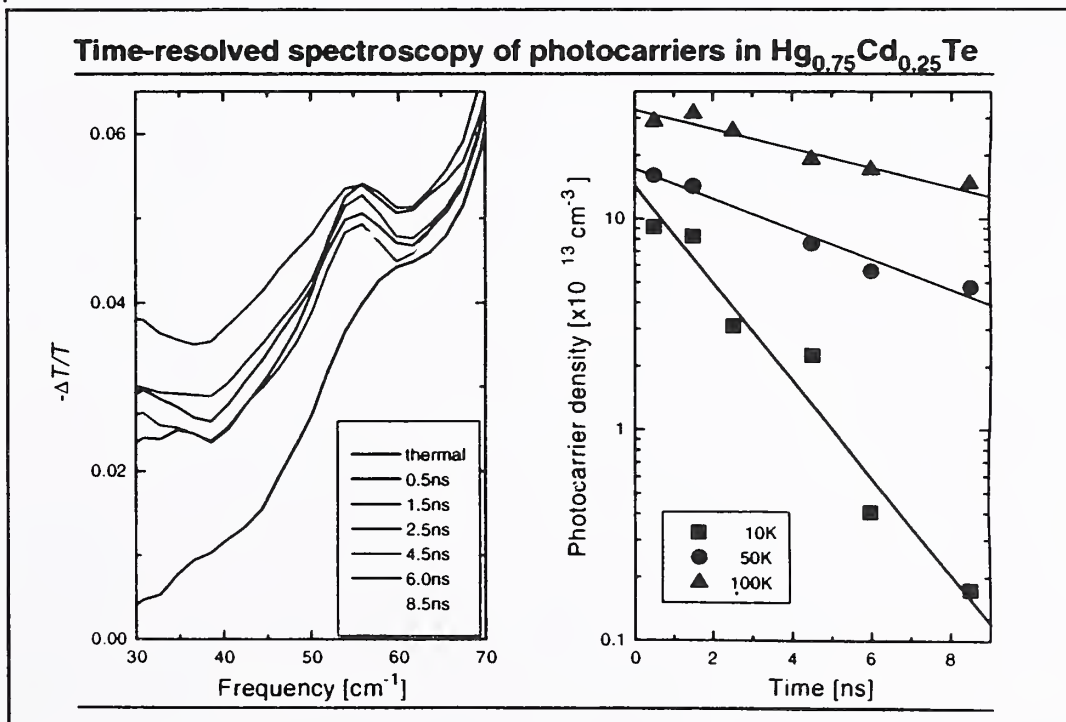 Time-resolved spectroscopy of photocarriers in Hg0.75Cd0.25Te
0.06
0.04
0.02
0.00
-ΔT/T
thermal
0.5ns
1.5ns
2.5ns
4.5ns
6.0ns
8.5ns
30 40 50 60 70
Frequency [cm-1]
10
1
0.1
Photocarrier density [x10 13 cm-3]
10K
50K
100K
0 2 4 6 8
Time [ns]